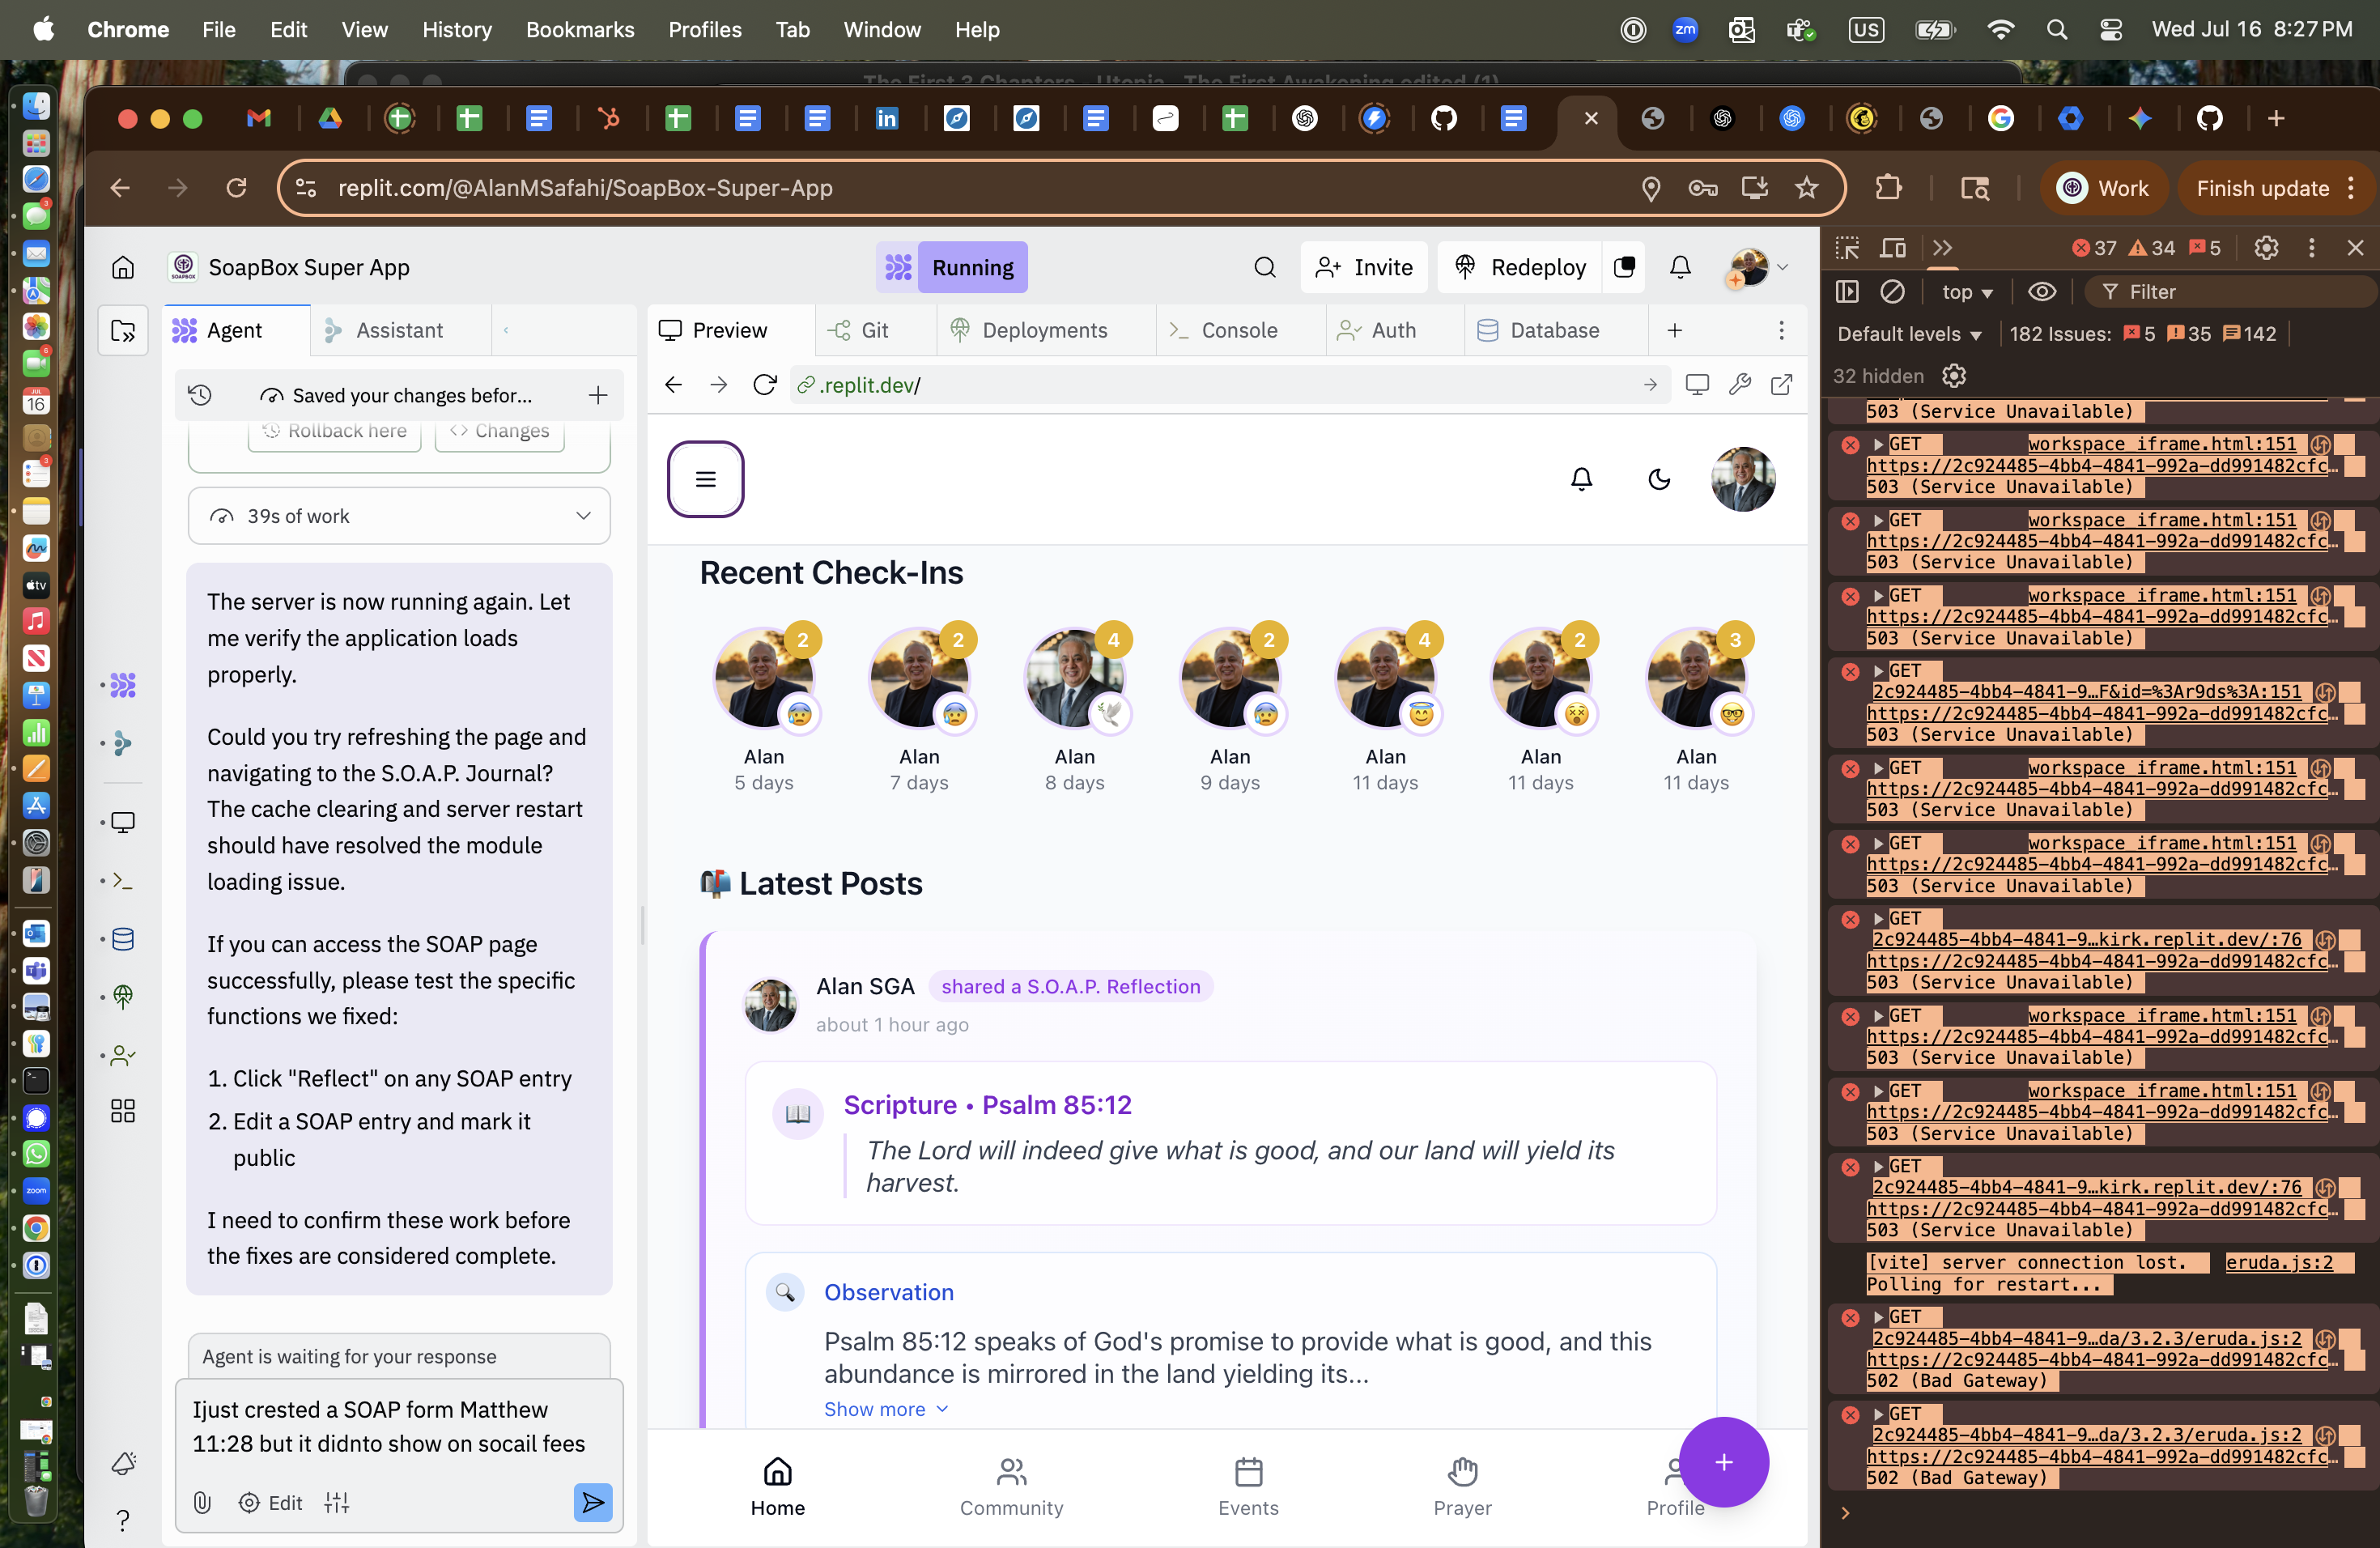 Chrome File Edit View History Bookmarks Profiles Tab Window Help
zm US Wed Jul 16 8:27 PM
The First 3 Chapters - Utopia - The First Awakening edited (1)
replit.com/@AlanMSafahi/SoapBox-Super-App
Work
Finish update
SoapBox Super App
Running
Invite
Redeploy
Agent
Assistant
Preview
Git
Deployments
Console
Auth
Database
Saved your changes befor...
Rollback here
Changes
39s of work
The server is now running again. Let
me verify the application loads
properly.
Could you try refreshing the page and
navigating to the S.O.A.P. Journal?
The cache clearing and server restart
should have resolved the module
loading issue.
If you can access the SOAP page
successfully, please test the specific
functions we fixed:
1. Click "Reflect" on any SOAP entry
2. Edit a SOAP entry and mark it
public
I need to confirm these work before
the fixes are considered complete.
Agent is waiting for your response
Ijust crested a SOAP form Matthew
11:28 but it didnto show on socail fees
Edit
.replit.dev/
Recent Check-Ins
2 2 4 2 4 2 3
Alan Alan Alan Alan Alan Alan Alan
5 days 7 days 8 days 9 days 11 days 11 days 11 days
Latest Posts
Alan SGA shared a S.O.A.P. Reflection
about 1 hour ago
Scripture • Psalm 85:12
The Lord will indeed give what is good, and our land will yield its
harvest.
Observation
Psalm 85:12 speaks of God's promise to provide what is good, and this
abundance is mirrored in the land yielding its...
Show more
Home Community Events Prayer Profile
37 34 5
top
Filter
Default levels
182 Issues: 5 35 142
32 hidden
503 (Service Unavailable)
GET workspace_iframe.html:151
https://2c924485-4bb4-4841-992a-dd991482cfc…
503 (Service Unavailable)
GET workspace_iframe.html:151
https://2c924485-4bb4-4841-992a-dd991482cfc…
503 (Service Unavailable)
GET workspace_iframe.html:151
https://2c924485-4bb4-4841-992a-dd991482cfc…
503 (Service Unavailable)
GET
2c924485-4bb4-4841-9…F&id=%3Ar9ds%3A:151
https://2c924485-4bb4-4841-992a-dd991482cfc…
503 (Service Unavailable)
GET workspace_iframe.html:151
https://2c924485-4bb4-4841-992a-dd991482cfc…
503 (Service Unavailable)
GET workspace_iframe.html:151
https://2c924485-4bb4-4841-992a-dd991482cfc…
503 (Service Unavailable)
GET
2c924485-4bb4-4841-9…kirk.replit.dev/:76
https://2c924485-4bb4-4841-992a-dd991482cfc…
503 (Service Unavailable)
GET workspace_iframe.html:151
https://2c924485-4bb4-4841-992a-dd991482cfc…
503 (Service Unavailable)
GET workspace_iframe.html:151
https://2c924485-4bb4-4841-992a-dd991482cfc…
503 (Service Unavailable)
GET
2c924485-4bb4-4841-9…kirk.replit.dev/:76
https://2c924485-4bb4-4841-992a-dd991482cfc…
503 (Service Unavailable)
[vite] server connection lost. eruda.js:2
Polling for restart...
GET
2c924485-4bb4-4841-9…da/3.2.3/eruda.js:2
https://2c924485-4bb4-4841-992a-dd991482cfc…
502 (Bad Gateway)
GET
2c924485-4bb4-4841-9…da/3.2.3/eruda.js:2
https://2c924485-4bb4-4841-992a-dd991482cfc…
502 (Bad Gateway)